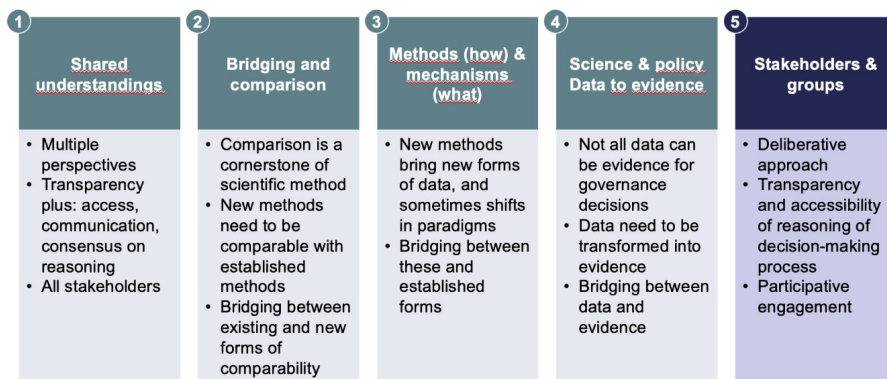 1
Shared
understandings
• Multiple
perspectives
• Transparency
plus: access,
communication,
consensus on
reasoning
• All stakeholders
2
Bridging and
comparison
• Comparison is a
cornerstone of
scientific method
• New methods
need to be
comparable with
established
methods
• Bridging between
existing and new
forms of
comparability
3
Methods (how) &
mechanisms
(what)
• New methods
bring new forms
of data, and
sometimes shifts
in paradigms
• Bridging between
these and
established
forms
4
Science & policy
Data to evidence
• Not all data can
be evidence for
governance
decisions
• Data need to be
transformed into
evidence
• Bridging between
data and
evidence
5
Stakeholders &
groups
• Deliberative
approach
• Transparency
and accessibility
of reasoning of
decision-making
process
• Participative
engagement